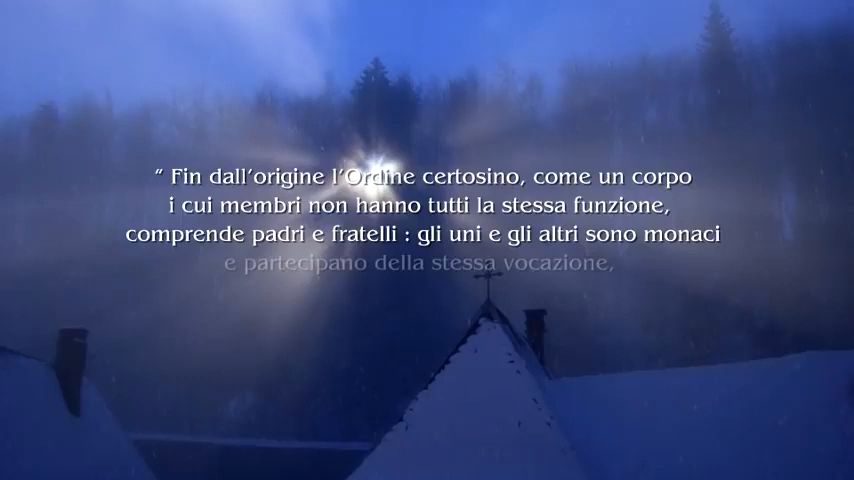 “ Fin dall’origine l’Ordine certosino, come un corpo
i cui membri non hanno tutti la stessa funzione,
comprende padri e fratelli : gli uni e gli altri sono monaci
e partecipano della stessa vocazione,